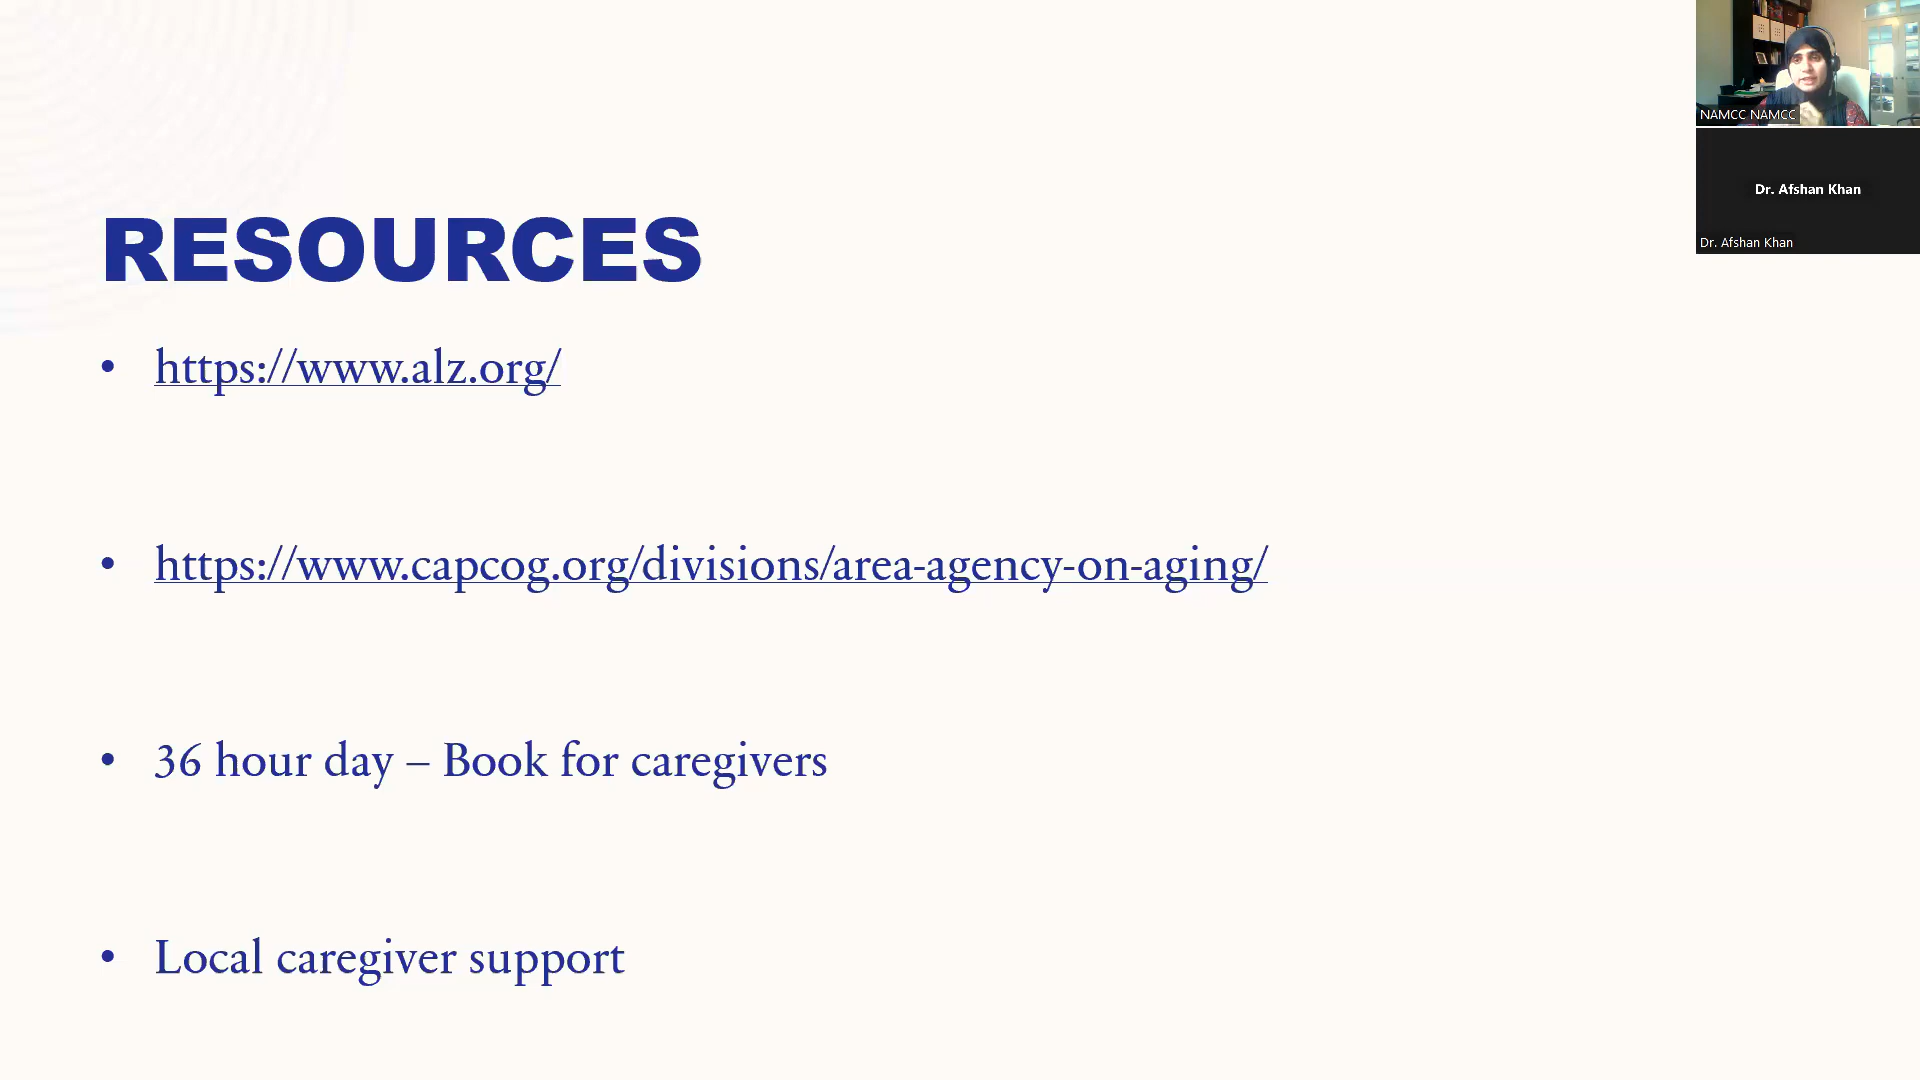 NAMCC NAMCC
Dr. Afshan Khan
Dr. Afshan Khan
RESOURCES
• https://www.alz.org/
• https://www.capcog.org/divisions/area-agency-on-aging/
• 36 hour day – Book for caregivers
• Local caregiver support